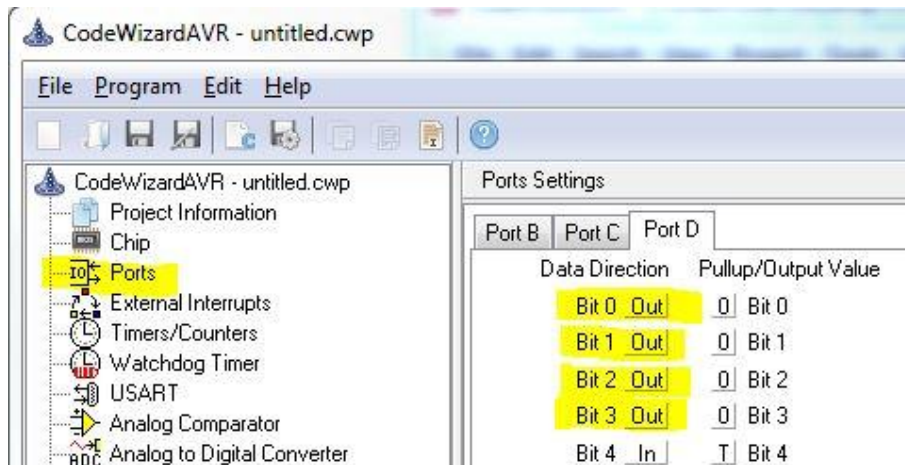 CodeWizardAVR - untitled.cwp
File Program Edit Help
CodeWizardAVR - untitled.cwp
Project Information
Chip
Ports
External Interrupts
Timers/Counters
Watchdog Timer
USART
Analog Comparator
Analog to Digital Converter
Ports Settings
Port B Port C Port D
Data Direction Pullup/Output Value
Bit 0 Out 0 Bit 0
Bit 1 Out 0 Bit 1
Bit 2 Out 0 Bit 2
Bit 3 Out 0 Bit 3
Bit 4 In T Bit 4